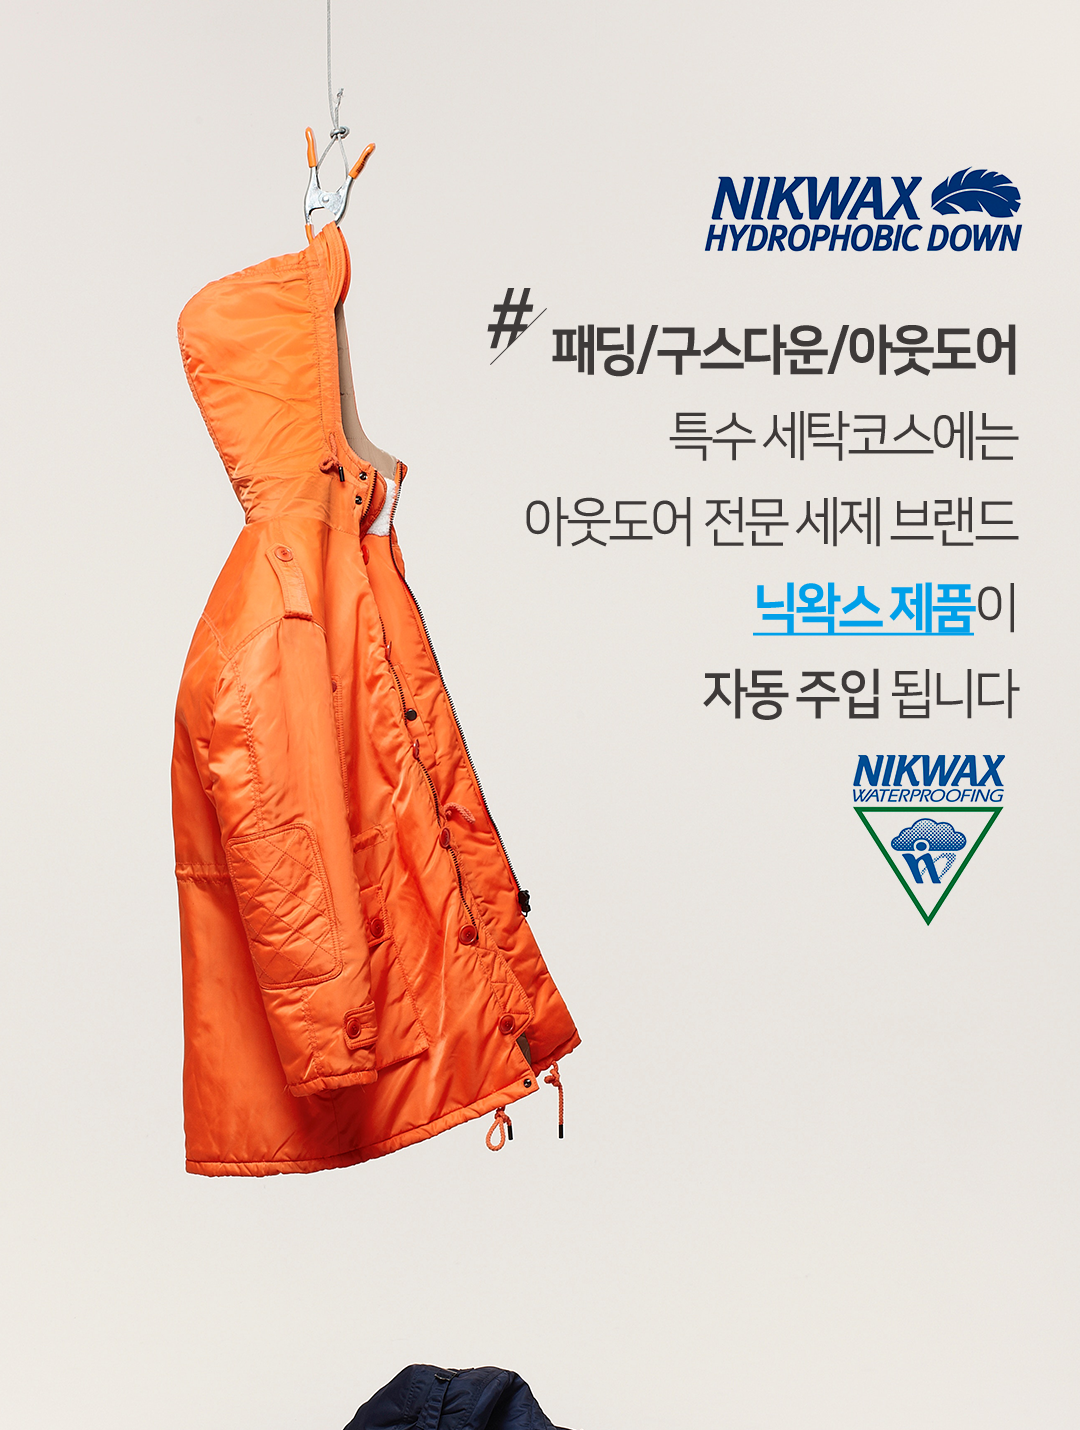 NIKWAX
HYDROPHOBIC DOWN
#
패딩/구스다운/아웃도어
특수 세탁코스에는
아웃도어 전문 세제 브랜드
닉왁스 제품이
자동 주입 됩니다
NIKWAX
WATERPROOFING